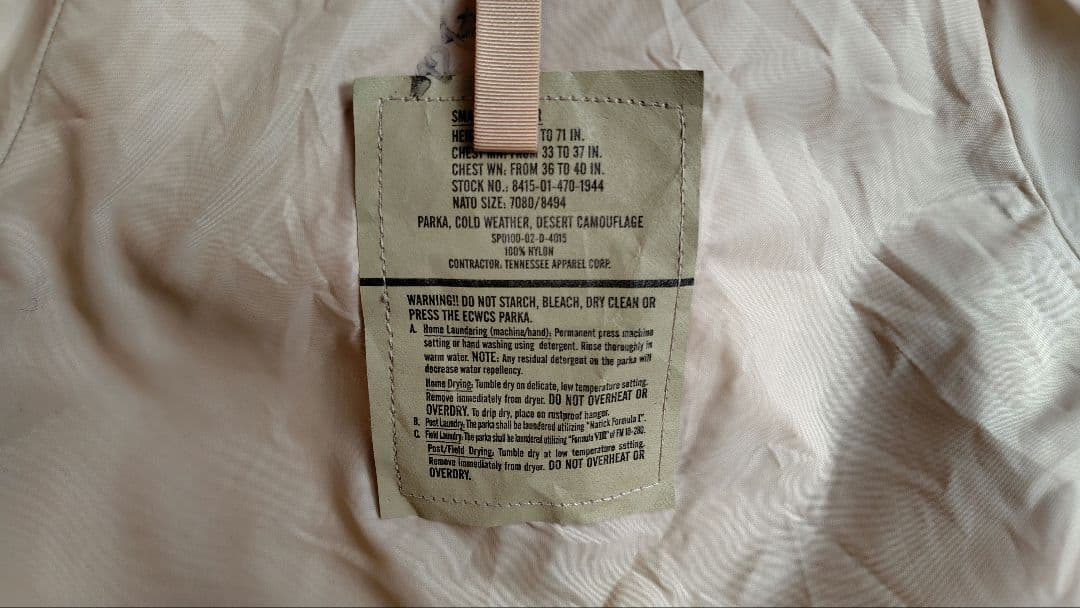 TO 71 IN.
33 TO 37 IN.
CHEST WN: FROM 36 TO 40 IN.
STOCK NO.: 8415-01-470-1944
NATO SIZE: 7080/8494
PARKA, COLD WEATHER, DESERT CAMOUFLAGE
SP0100-02-D-4015
100% NYLON
CONTRACTOR: TENNESSEE APPAREL CORP.
WARNING!! DO NOT STARCH, BLEACH, DRY CLEAN OR
PRESS THE ECWCS PARKA.
A. Home Laundering (machine/hand): Permanent press machine
setting or hand washing using detergent. Rinse thoroughly in
warm water. NOTE: Any residual detergent on the parka will
decrease water repellency.
Home Drying: Tumble dry on delicate, low temperature setting.
Remove immediately from dryer. DO NOT OVERHEAT OR
OVERDRY. To drip dry, place on rustproof hanger.
B. Post Laundry: The parka shall be laundered utilizing "Natick Formula I".
C. Field Laundry: The parka shall be laundered utilizing "Formula VIII" of FM 10-280.
Post/Field Drying: Tumble dry at low temperature setting.
Remove immediately from dryer. DO NOT OVERHEAT OR
OVERDRY.